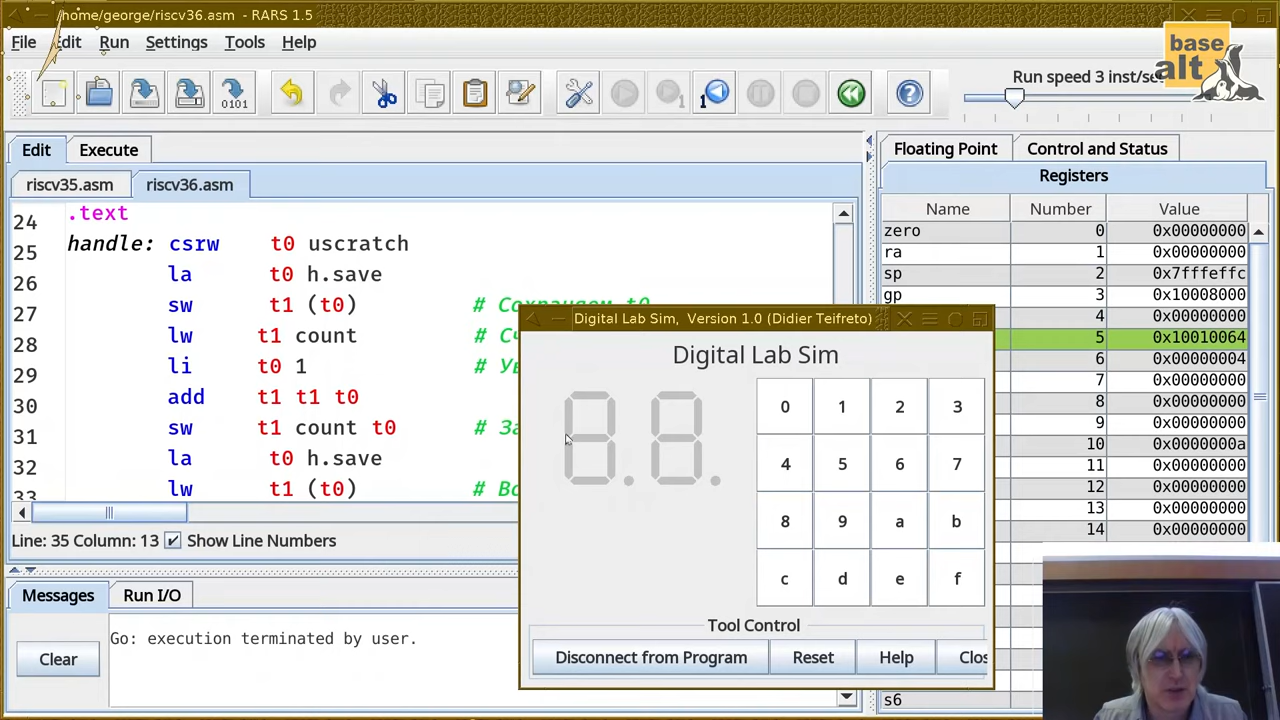 /home/george/riscv36.asm - RARS 1.5
File Edit Run Settings Tools Help
base alt
Run speed 3 inst/sec
Edit Execute
riscv35.asm riscv36.asm
24 .text
25 handle: csrw t0 uscratch
26 la t0 h.save
27 sw t1 (t0) # Сохраняем t0
28 lw t1 count
29 li t0 1
30 add t1 t1 t0
31 sw t1 count t0
32 la t0 h.save
33 lw t1 (t0)
Line: 35 Column: 13 Show Line Numbers
Messages Run I/O
Clear
Go: execution terminated by user.
Floating Point Control and Status
Registers
Name Number Value
zero 0 0x00000000
ra 1 0x00000000
sp 2 0x7fffeffc
gp 3 0x10008000
4 0x00000000
5 0x10010064
6 0x00000004
7 0x00000000
8 0x00000000
9 0x00000000
10 0x0000000a
11 0x00000000
12 0x00000000
13 0x00000000
14 0x00000000
s6
Digital Lab Sim, Version 1.0 (Didier Teifreto)
Digital Lab Sim
8.8.
0 1 2 3
4 5 6 7
8 9 a b
c d e f
Tool Control
Disconnect from Program Reset Help Clos